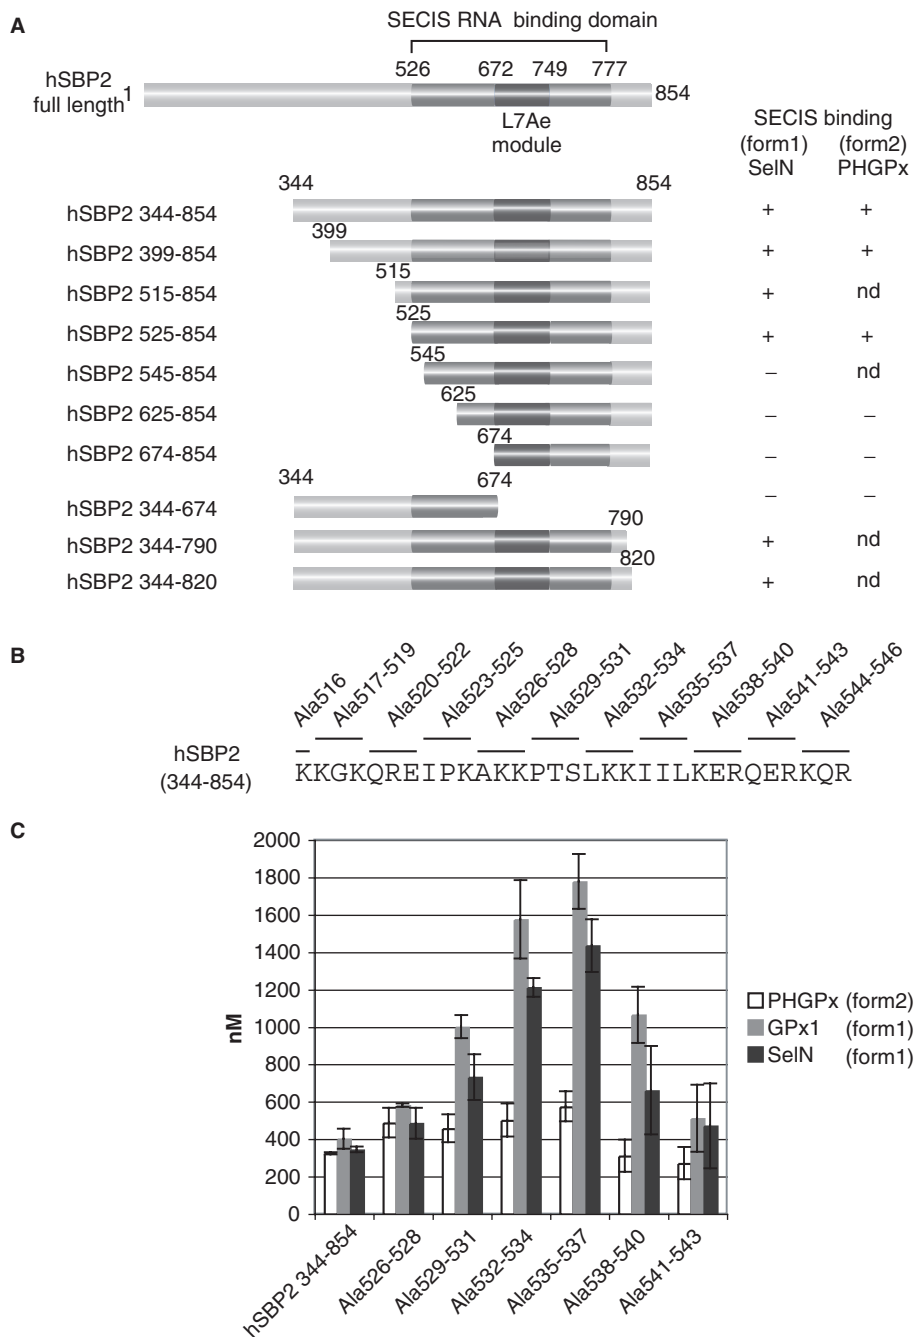 A
SECIS RNA binding domain
526 672 749 777
hSBP2
full length
1
854
L7Ae
module
SECIS binding
(form1) (form2)
SelN PHGPx
344 854
hSBP2 344-854 + +
399
hSBP2 399-854 + +
515
hSBP2 515-854 + nd
525
hSBP2 525-854 + +
545
hSBP2 545-854 – nd
625
hSBP2 625-854 – –
674
hSBP2 674-854 – –
344 674
hSBP2 344-674 – –
790
hSBP2 344-790 + nd
820
hSBP2 344-820 + nd
B
Ala516 Ala517-519 Ala520-522 Ala523-525 Ala526-528 Ala529-531 Ala532-534 Ala535-537 Ala538-540 Ala541-543 Ala544-546
hSBP2
(344-854)
KKGKQREIPKAKKPTSLKKIILKERQERKQR
C
2000
1800
1600
1400
1200
1000
800
600
400
200
0
nM
PHGPx (form2)
GPx1 (form1)
SelN (form1)
hSBP2 344-854 Ala526-528 Ala529-531 Ala532-534 Ala535-537 Ala538-540 Ala541-543